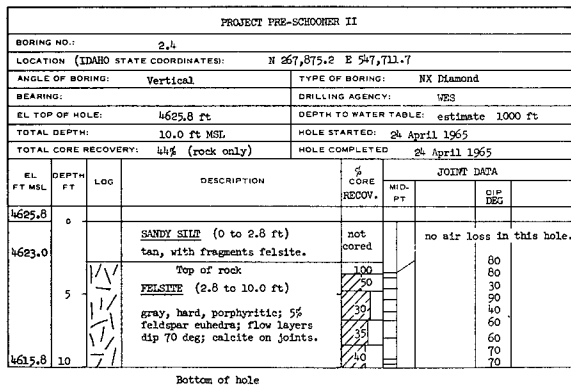 PROJECT PRE-SCHOONER II
BORING NO.: 2.4
LOCATION (IDAHO STATE COORDINATES): N 267,875.2 E 547,711.7
ANGLE OF BORING: Vertical TYPE OF BORING: NX Diamond
BEARING: DRILLING AGENCY: WES
EL TOP OF HOLE: 4625.8 ft DEPTH TO WATER TABLE: estimate 1000 ft
TOTAL DEPTH: 10.0 ft MSL HOLE STARTED: 24 April 1965
TOTAL CORE RECOVERY: 44% (rock only) HOLE COMPLETED 24 April 1965
EL FT MSL DEPTH FT LOG DESCRIPTION % CORE RECOV. JOINT DATA
MID-PT DIP DEG
4625.8
0
SANDY SILT (0 to 2.8 ft) not cored no air loss in this hole.
4623.0 tan, with fragments felsite.
80
Top of rock 100 80
FELSITE (2.8 to 10.0 ft) 50 30
5 90
gray, hard, porphyritic; 5% 30 40
feldspar euhedra; flow layers 60
dip 70 deg; calcite on joints. 35 60
70
4615.8 10 40 70
Bottom of hole